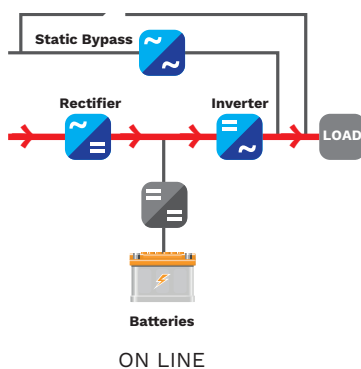 Static Bypass
Rectifier
Inverter
LOAD
Batteries
ON LINE